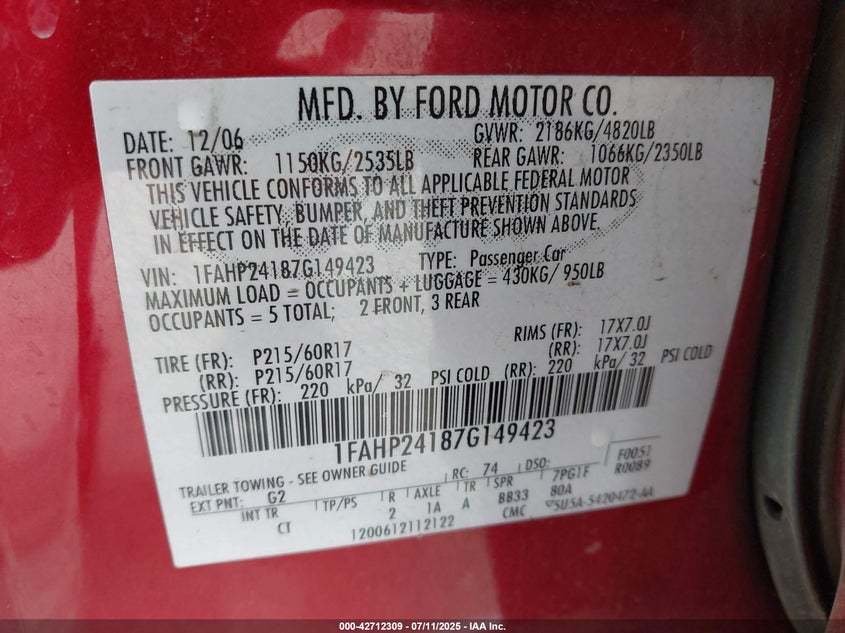 MFD. BY FORD MOTOR CO.
DATE: 12/06 GVWR: 2186KG/4820LB
FRONT GAWR: 1150KG/2535LB REAR GAWR: 1066KG/2350LB
THIS VEHICLE CONFORMS TO ALL APPLICABLE FEDERAL MOTOR
VEHICLE SAFETY, BUMPER, AND THEFT PREVENTION STANDARDS
IN EFFECT ON THE DATE OF MANUFACTURE SHOWN ABOVE.
VIN: 1FAHP24187G149423 TYPE: Passenger Car
MAXIMUM LOAD = OCCUPANTS + LUGGAGE = 430KG/ 950LB
OCCUPANTS = 5 TOTAL; 2 FRONT, 3 REAR
TIRE (FR): P215/60R17 RIMS (FR): 17X7.0J
(RR): P215/60R17 (RR): 17X7.0J
PRESSURE (FR): 220 kPa/ 32 PSI COLD (RR): 220 kPa/ 32 PSI COLD
1FAHP24187G149423
TRAILER TOWING - SEE OWNER GUIDE RC: 74 DSO: F0051
EXT PNT: G2 7PG1F R0089
INT TR TP/PS R AXLE TR SPR 80A
CT 2 1A A BB33
1200612112122 CMC 5U5A-5420472-AA
000-42712309 - 07/11/2025 - IAA Inc.